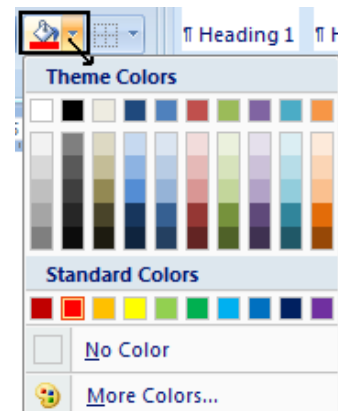 ¶ Heading 1 ¶ H
Theme Colors
Standard Colors
No Color
More Colors...